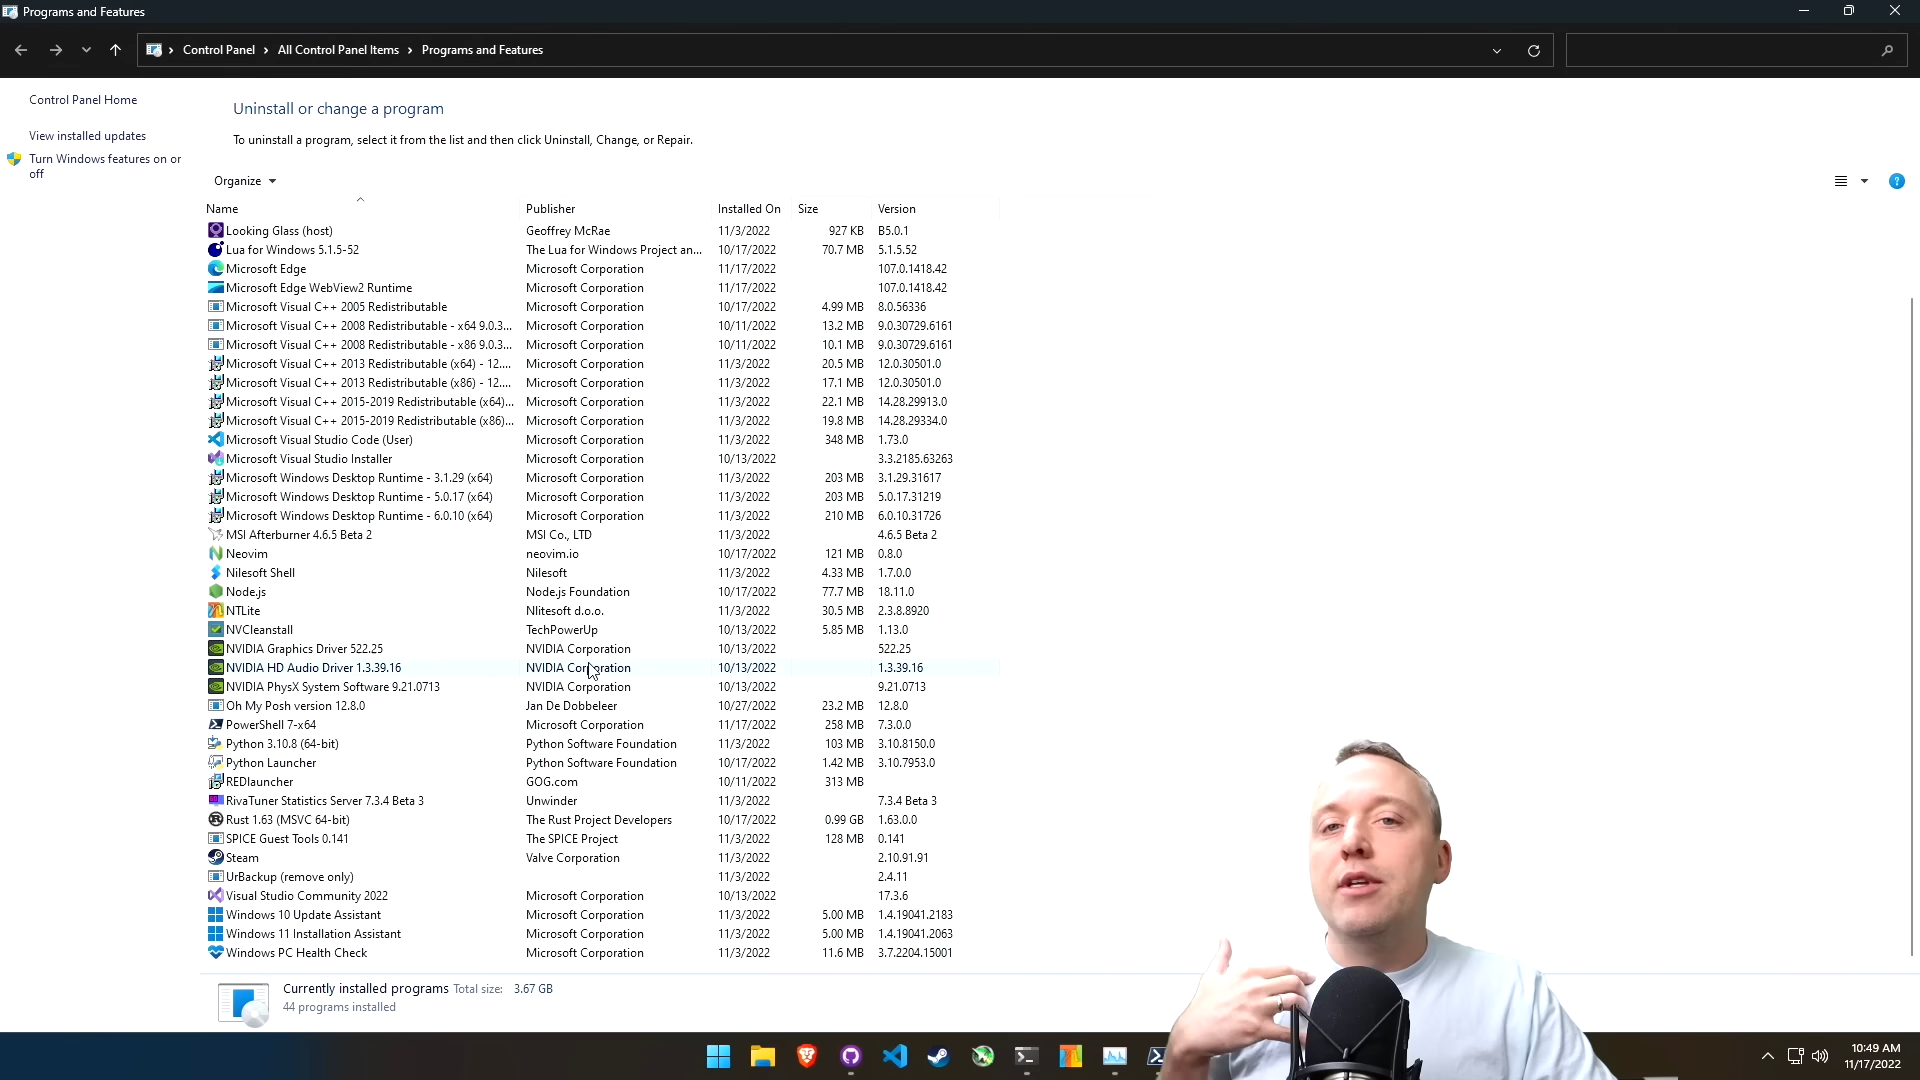 Programs and Features
Control Panel > All Control Panel Items > Programs and Features
Control Panel Home
View installed updates
Turn Windows features on or
off
Uninstall or change a program
To uninstall a program, select it from the list and then click Uninstall, Change, or Repair.
Organize
Name Publisher Installed On Size Version
Looking Glass (host) Geoffrey McRae 11/3/2022 927 KB B5.0.1
Lua for Windows 5.1.5-52 The Lua for Windows Project an... 10/17/2022 70.7 MB 5.1.5.52
Microsoft Edge Microsoft Corporation 11/17/2022 107.0.1418.42
Microsoft Edge WebView2 Runtime Microsoft Corporation 11/17/2022 107.0.1418.42
Microsoft Visual C++ 2005 Redistributable Microsoft Corporation 10/17/2022 4.99 MB 8.0.56336
Microsoft Visual C++ 2008 Redistributable - x64 9.0.3... Microsoft Corporation 10/11/2022 13.2 MB 9.0.30729.6161
Microsoft Visual C++ 2008 Redistributable - x86 9.0.3... Microsoft Corporation 10/11/2022 10.1 MB 9.0.30729.6161
Microsoft Visual C++ 2013 Redistributable (x64) - 12.... Microsoft Corporation 11/3/2022 20.5 MB 12.0.30501.0
Microsoft Visual C++ 2013 Redistributable (x86) - 12.... Microsoft Corporation 11/3/2022 17.1 MB 12.0.30501.0
Microsoft Visual C++ 2015-2019 Redistributable (x64)... Microsoft Corporation 11/3/2022 22.1 MB 14.28.29913.0
Microsoft Visual C++ 2015-2019 Redistributable (x86)... Microsoft Corporation 11/3/2022 19.8 MB 14.28.29334.0
Microsoft Visual Studio Code (User) Microsoft Corporation 11/3/2022 348 MB 1.73.0
Microsoft Visual Studio Installer Microsoft Corporation 10/13/2022 3.3.2185.63263
Microsoft Windows Desktop Runtime - 3.1.29 (x64) Microsoft Corporation 11/3/2022 203 MB 3.1.29.31617
Microsoft Windows Desktop Runtime - 5.0.17 (x64) Microsoft Corporation 11/3/2022 203 MB 5.0.17.31219
Microsoft Windows Desktop Runtime - 6.0.10 (x64) Microsoft Corporation 11/3/2022 210 MB 6.0.10.31726
MSI Afterburner 4.6.5 Beta 2 MSI Co., LTD 11/3/2022 4.6.5 Beta 2
Neovim neovim.io 10/17/2022 121 MB 0.8.0
Nilesoft Shell Nilesoft 11/3/2022 4.33 MB 1.7.0.0
Node.js Node.js Foundation 10/17/2022 77.7 MB 18.11.0
NTLite Nlitesoft d.o.o. 11/3/2022 30.5 MB 2.3.8.8920
NVCleanstall TechPowerUp 10/13/2022 5.85 MB 1.13.0
NVIDIA Graphics Driver 522.25 NVIDIA Corporation 10/13/2022 522.25
NVIDIA HD Audio Driver 1.3.39.16 NVIDIA Corporation 10/13/2022 1.3.39.16
NVIDIA PhysX System Software 9.21.0713 NVIDIA Corporation 10/13/2022 9.21.0713
Oh My Posh version 12.8.0 Jan De Dobbeleer 10/27/2022 23.2 MB 12.8.0
PowerShell 7-x64 Microsoft Corporation 11/17/2022 258 MB 7.3.0.0
Python 3.10.8 (64-bit) Python Software Foundation 11/3/2022 103 MB 3.10.8150.0
Python Launcher Python Software Foundation 10/17/2022 1.42 MB 3.10.7953.0
REDlauncher GOG.com 10/11/2022 313 MB
RivaTuner Statistics Server 7.3.4 Beta 3 Unwinder 11/3/2022 7.3.4 Beta 3
Rust 1.63 (MSVC 64-bit) The Rust Project Developers 10/17/2022 0.99 GB 1.63.0.0
SPICE Guest Tools 0.141 The SPICE Project 11/3/2022 128 MB 0.141
Steam Valve Corporation 11/3/2022 2.10.91.91
UrBackup (remove only) 11/3/2022 2.4.11
Visual Studio Community 2022 Microsoft Corporation 10/13/2022 17.3.6
Windows 10 Update Assistant Microsoft Corporation 11/3/2022 5.00 MB 1.4.19041.2183
Windows 11 Installation Assistant Microsoft Corporation 11/3/2022 5.00 MB 1.4.19041.2063
Windows PC Health Check Microsoft Corporation 11/3/2022 11.6 MB 3.7.2204.15001
Currently installed programs Total size: 3.67 GB
44 programs installed
10:49 AM
11/17/2022